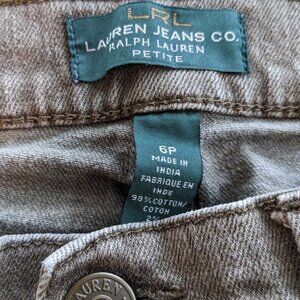 LRL
LAUREN JEANS CO.
RALPH LAUREN
PETITE
6P
MADE IN
INDIA
FABRIQUE EN
INDE
98% COTTON/
COTON
LAUREN